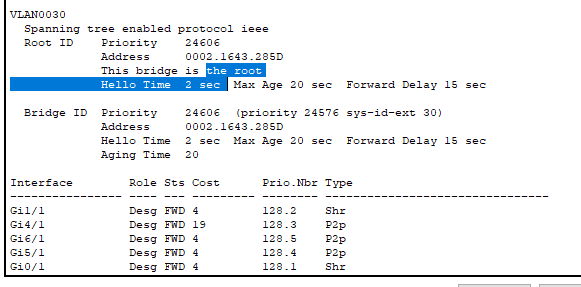 VLAN0030
Spanning tree enabled protocol ieee
Root ID Priority 24606
Address 0002.1643.285D
This bridge is the root
Hello Time 2 sec Max Age 20 sec Forward Delay 15 sec
Bridge ID Priority 24606 (priority 24576 sys-id-ext 30)
Address 0002.1643.285D
Hello Time 2 sec Max Age 20 sec Forward Delay 15 sec
Aging Time 20
Interface Role Sts Cost Prio.Nbr Type
---------------- ---- --- --------- -------- --------------------------------
Gi1/1 Desg FWD 4 128.2 Shr
Gi4/1 Desg FWD 19 128.3 P2p
Gi6/1 Desg FWD 4 128.5 P2p
Gi5/1 Desg FWD 4 128.4 P2p
Gi0/1 Desg FWD 4 128.1 Shr